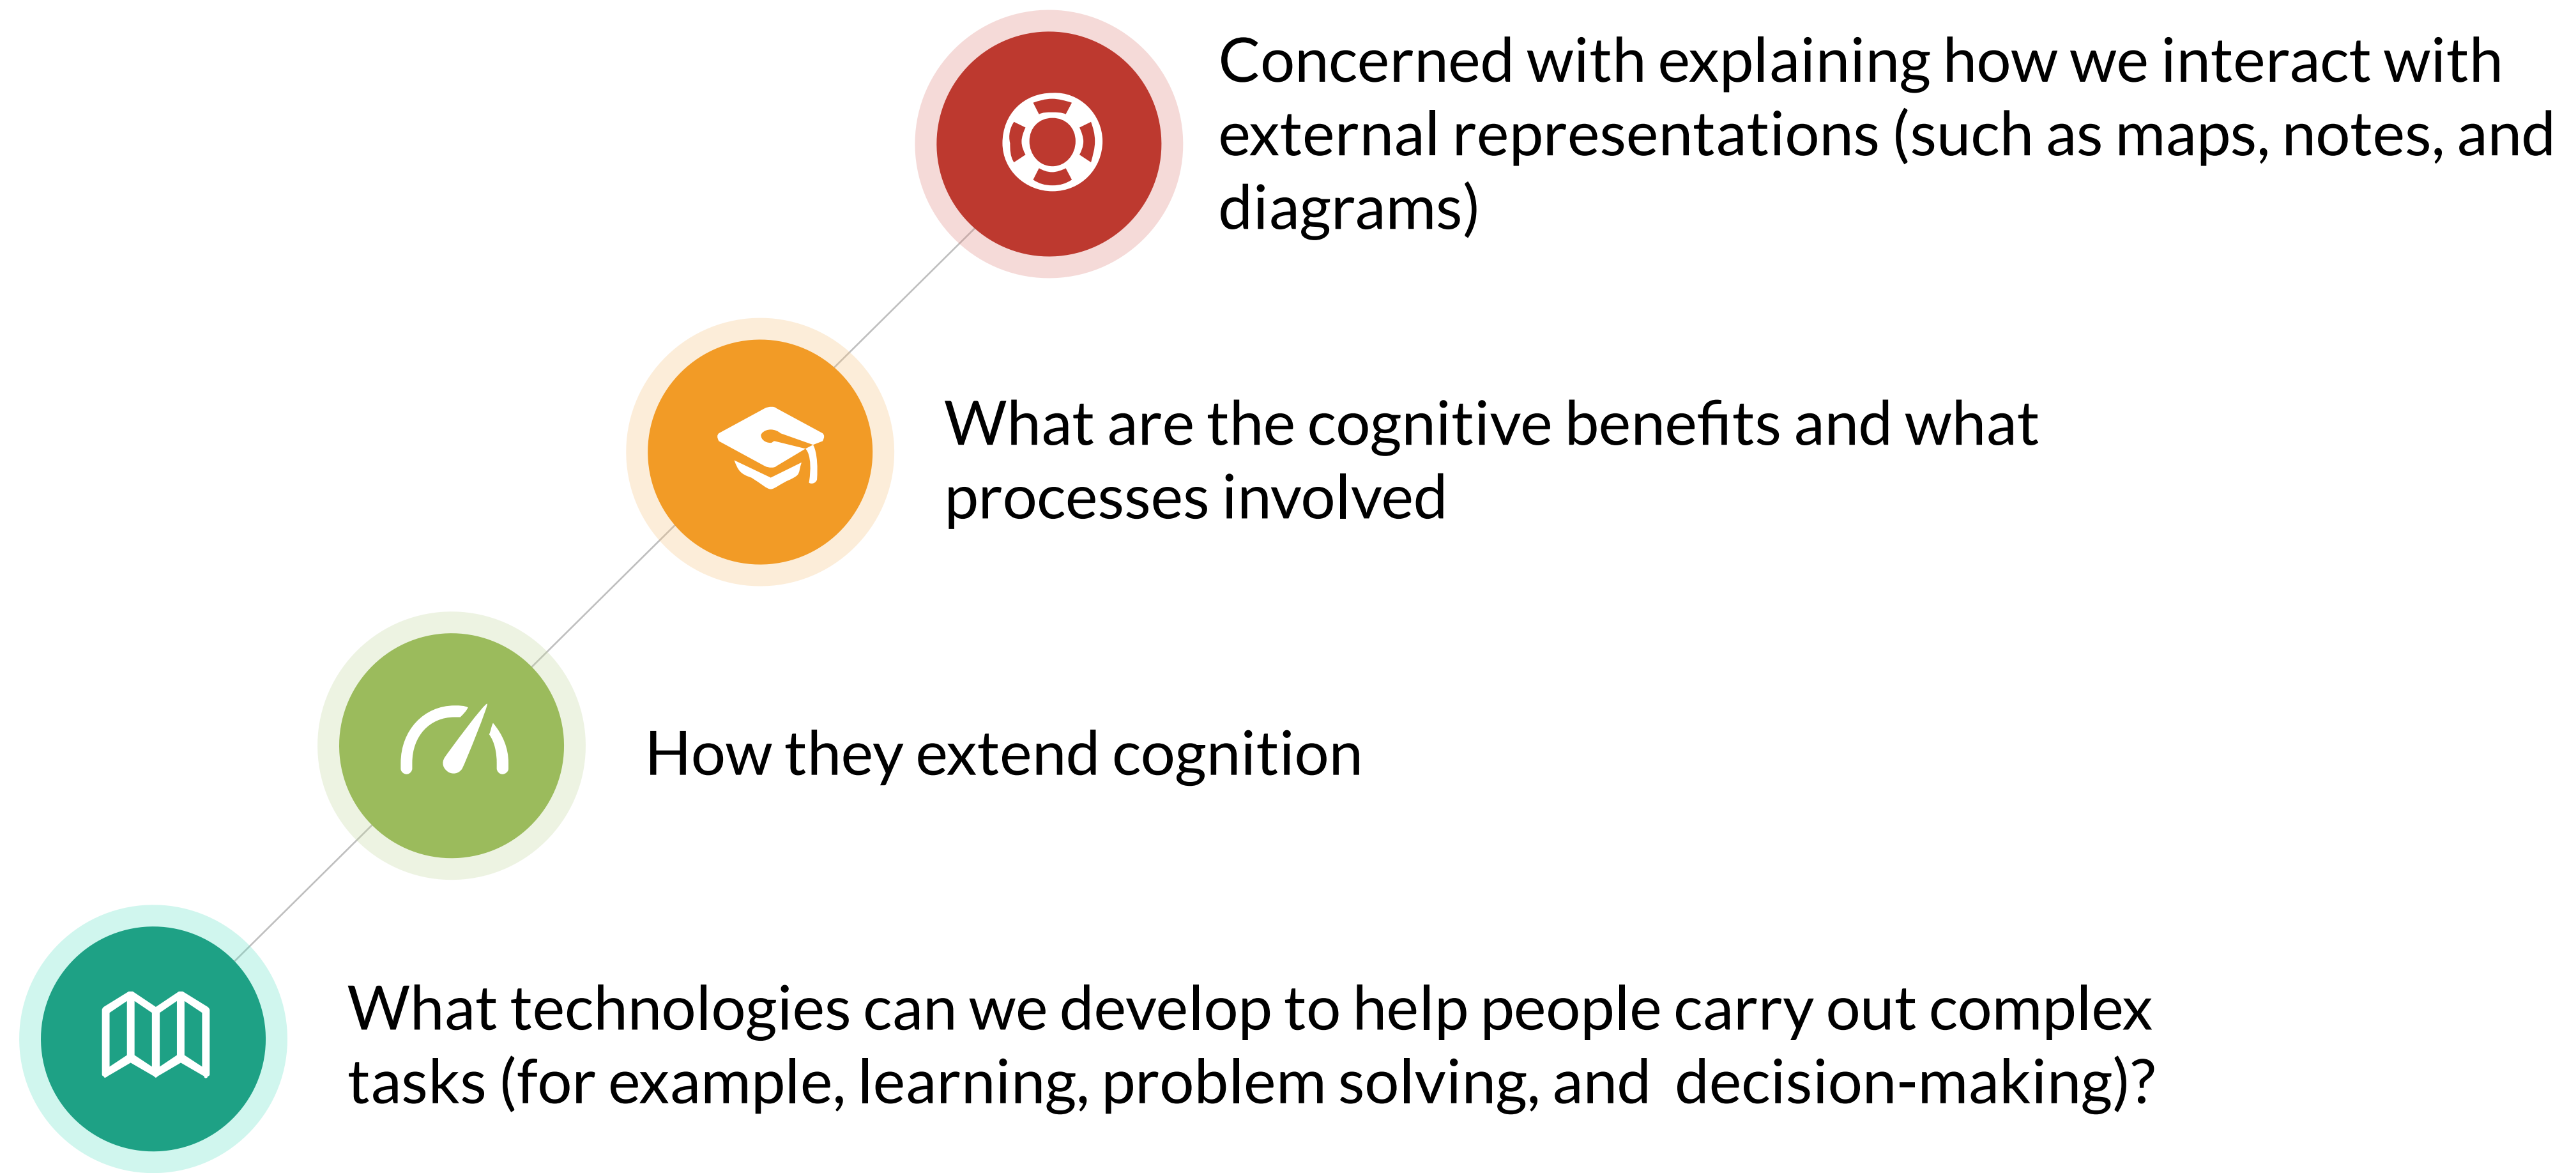 Concerned with explaining how we interact with
external representations (such as maps, notes, and
diagrams)
What are the cognitive benefits and what
processes involved
How they extend cognition
What technologies can we develop to help people carry out complex
tasks (for example, learning, problem solving, and  decision-making)?